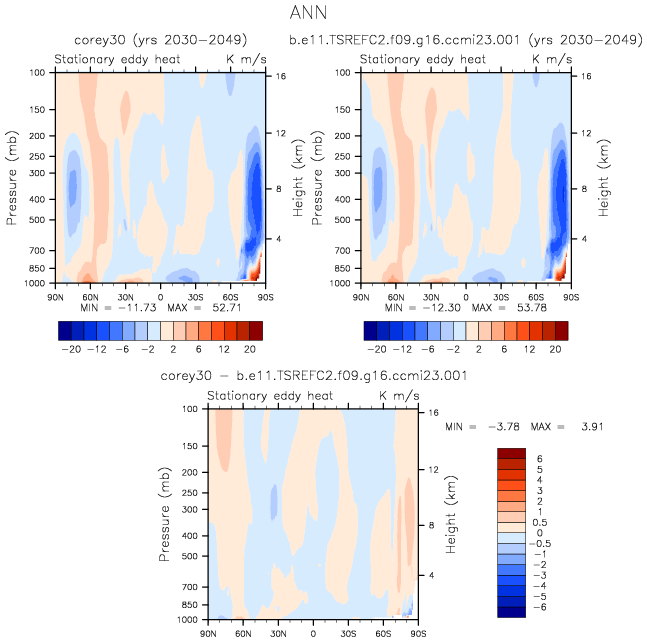 ANN
corey30 (yrs 2030-2049)
b.e11.TSREFC2.f09.g16.ccmi23.001 (yrs 2030-2049)
Stationary eddy heat K m/s
Stationary eddy heat K m/s
Pressure (mb)
100
150
200
250
300
400
500
700
850
1000
16
12
8
4
Height (km)
90N 60N 30N 0 30S 60S 90S
MIN = -11.73 MAX = 52.71
-20 -12 -6 -2 2 6 12 20
Pressure (mb)
100
150
200
250
300
400
500
700
850
1000
16
12
8
4
Height (km)
90N 60N 30N 0 30S 60S 90S
MIN = -12.30 MAX = 53.78
-20 -12 -6 -2 2 6 12 20
corey30 - b.e11.TSREFC2.f09.g16.ccmi23.001
Stationary eddy heat K m/s
Pressure (mb)
100
150
200
250
300
400
500
700
850
1000
16
12
8
4
Height (km)
90N 60N 30N 0 30S 60S 90S
MIN = -3.78 MAX = 3.91
6
5
4
3
2
1
0.5
0
-0.5
-1
-2
-3
-4
-5
-6